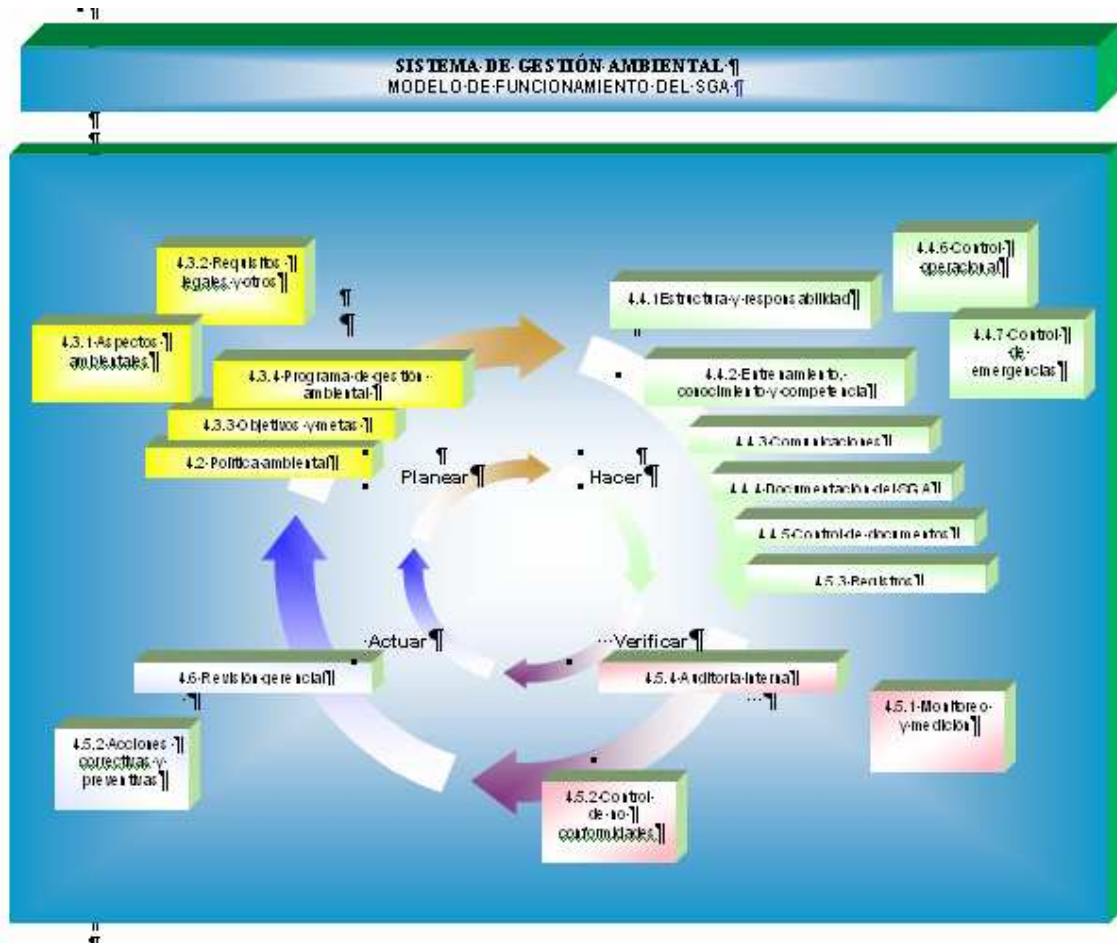 SISTEMA DE GESTIÓN AMBIENTAL
MODELO DE FUNCIONAMIENTO DEL SGA
4.3.2 Requisitos
legales y otros
4.3.1 Aspectos
ambientales
4.3.4 Programa de gestión
ambiental
4.3.3 Objetivos y metas
4.2 Política ambiental
4.4.1 Estructura y responsabilidad
4.4.6 Control
operacional
4.4.7 Control
de
emergencias
4.4.2 Entrenamiento,
conocimiento y competencia
4.4.3 Comunicaciones
4.4.4 Documentación del SGA
4.4.5 Control de documentos
4.5.3 Registros
Planear
Hacer
Actuar
Verificar
4.6 Revisión gerencial
4.5.4 Auditoria interna
4.5.2 Acciones
correctivas y
preventivas
4.5.1 Monitoreo
y medición
4.5.2 Control
de no
conformidades